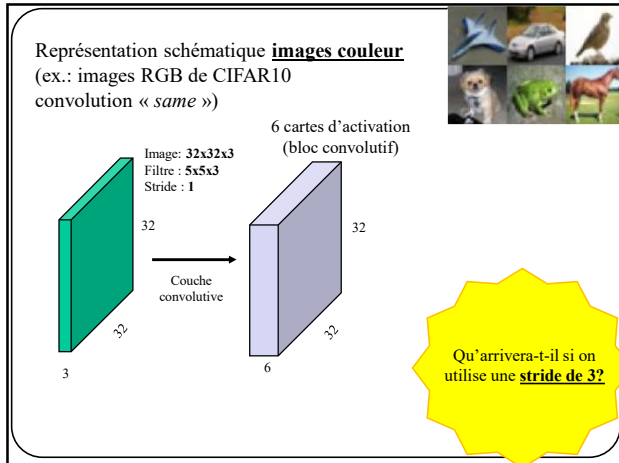 Représentation schématique images couleur
(ex.: images RGB de CIFAR10
convolution « same »)
6 cartes d’activation
(bloc convolutif)
Image: 32x32x3
Filtre : 5x5x3
Stride : 1
32
32
Couche
convolutive
32
32
3
6
Qu’arrivera-t-il si on
utilise une stride de 3?